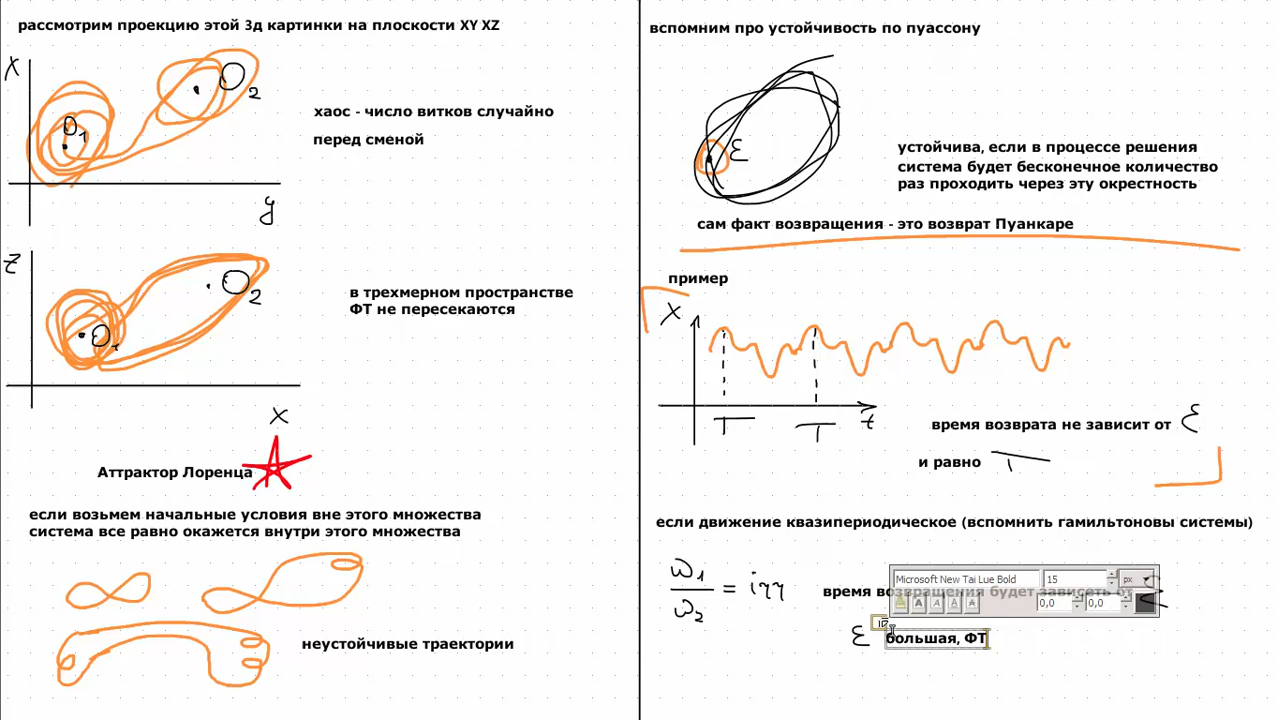 рассмотрим проекцию этой 3д картинки на плоскости XY XZ
X
O1
O2
y
хаос - число витков случайно
перед сменой
z
O1
O2
x
в трехмерном пространстве
ФТ не пересекаются
Аттрактор Лоренца
если возьмем начальные условия вне этого множества
система все равно окажется внутри этого множества
неустойчивые траектории
вспомним про устойчивость по пуассону
ε
устойчива, если в процессе решения
система будет бесконечное количество
раз проходить через эту окрестность
сам факт возвращения - это возврат Пуанкаре
пример
X
T
T
t
время возврата не зависит от ε
и равно T
если движение квазипериодическое (вспомнить гамильтоновы системы)
ω1/ω2 = irr
время возвращения будет зависеть от ε
Microsoft New Tai Lue Bold 15 px
A A A A 0,0 0,0
ε большая, ФТ